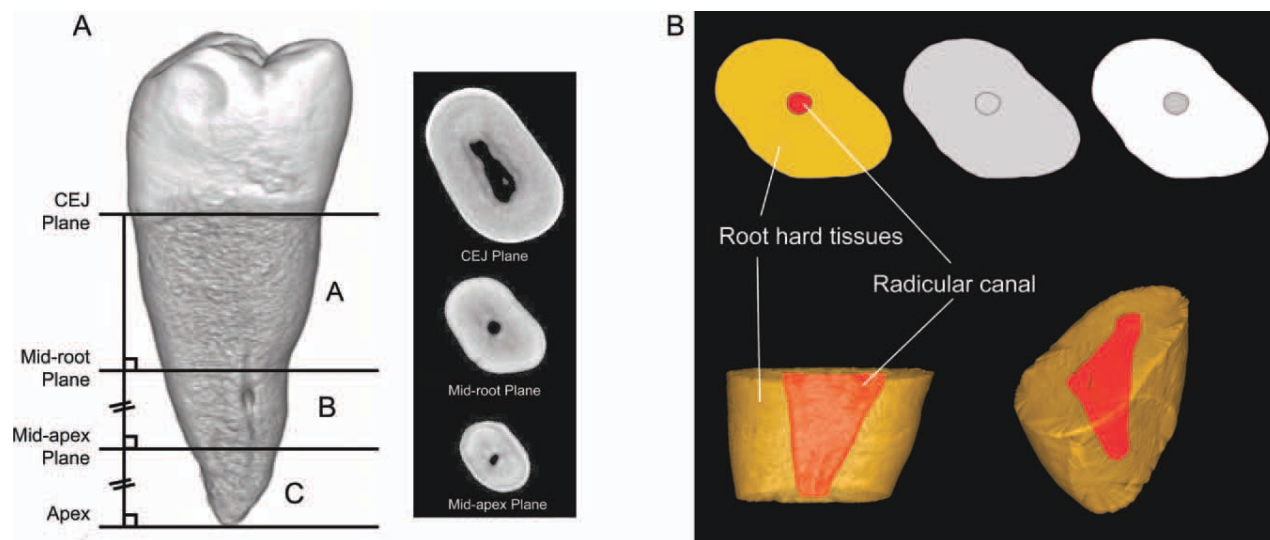 A
CEJ
Plane
A
Mid-root
Plane
B
Mid-apex
Plane
C
Apex
CEJ Plane
Mid-root Plane
Mid-apex Plane
B
Root hard tissues
Radicular canal